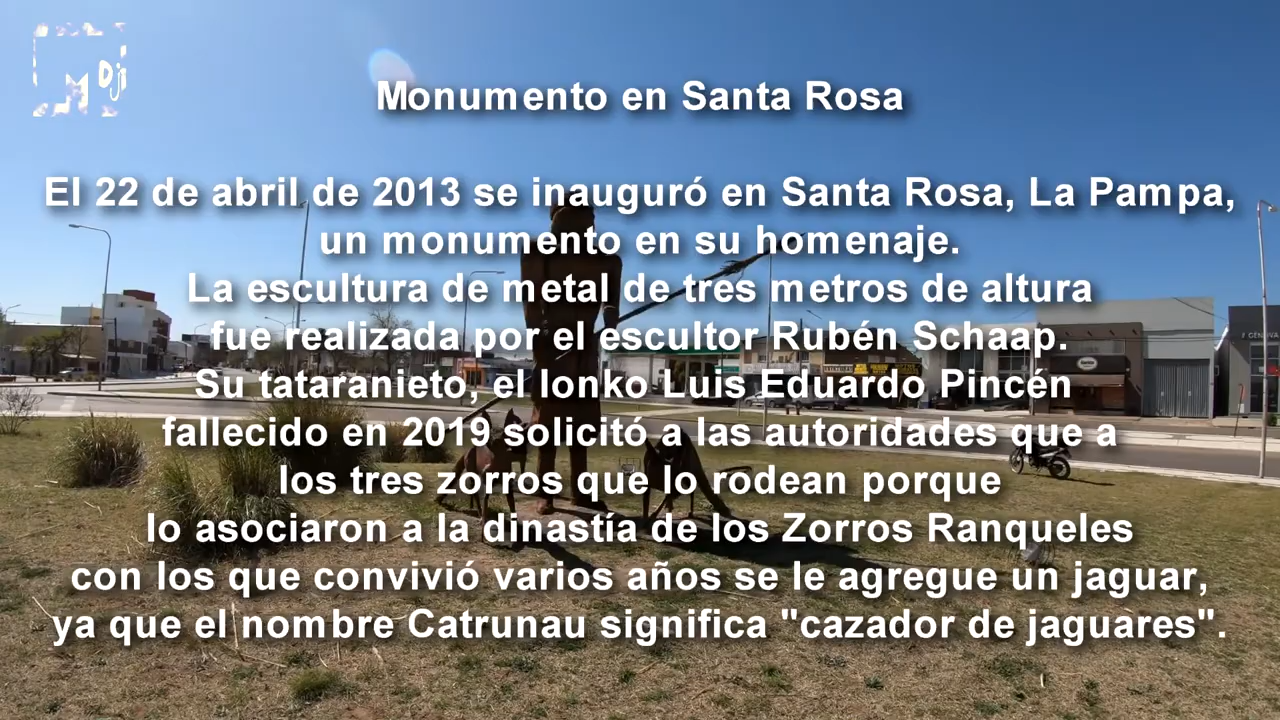 M Dji
Monumento en Santa Rosa
El 22 de abril de 2013 se inauguró en Santa Rosa, La Pampa,
un monumento en su homenaje.
La escultura de metal de tres metros de altura
fue realizada por el escultor Rubén Schaap.
Su tataranieto, el lonko Luis Eduardo Pincén
fallecido en 2019 solicitó a las autoridades que a
los tres zorros que lo rodean porque
lo asociaron a la dinastía de los Zorros Ranqueles
con los que convivió varios años se le agregue un jaguar,
ya que el nombre Catrunau significa "cazador de jaguares".